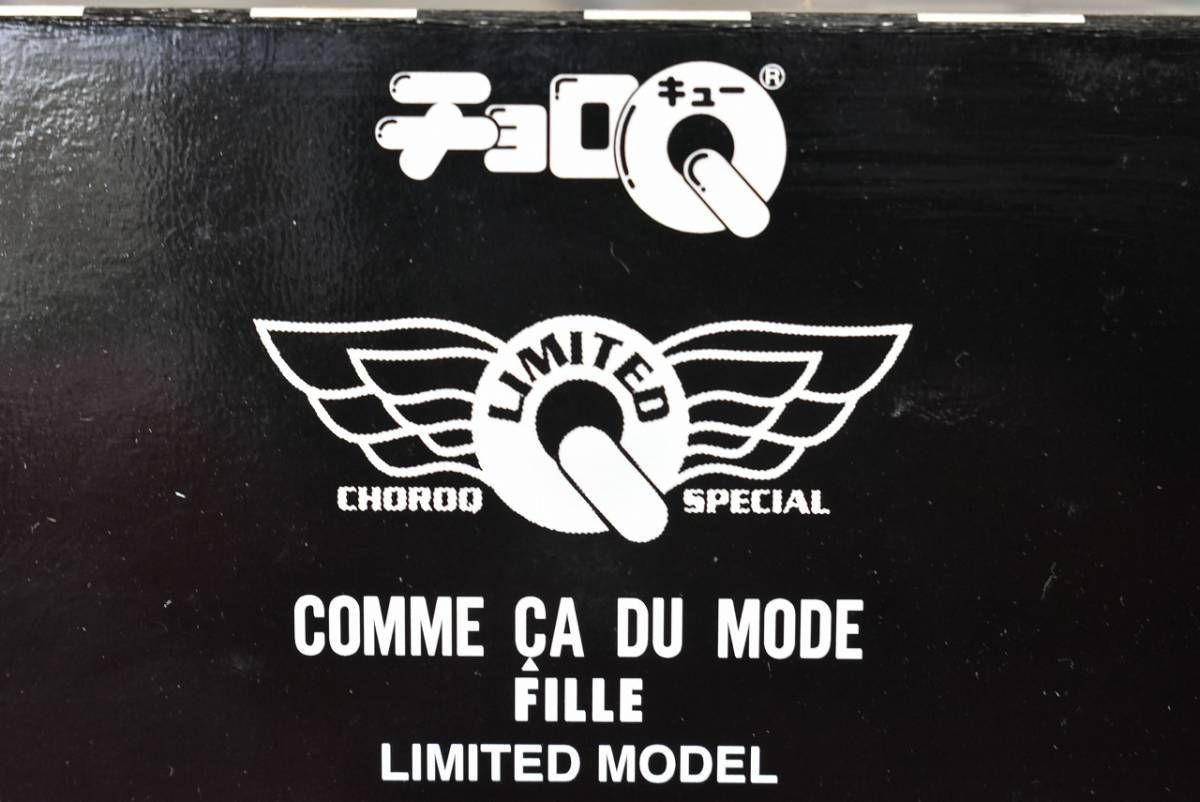 チョロQ®
キュー
LIMITED
CHOROQ SPECIAL
COMME ÇA DU MODE
FILLE
LIMITED MODEL